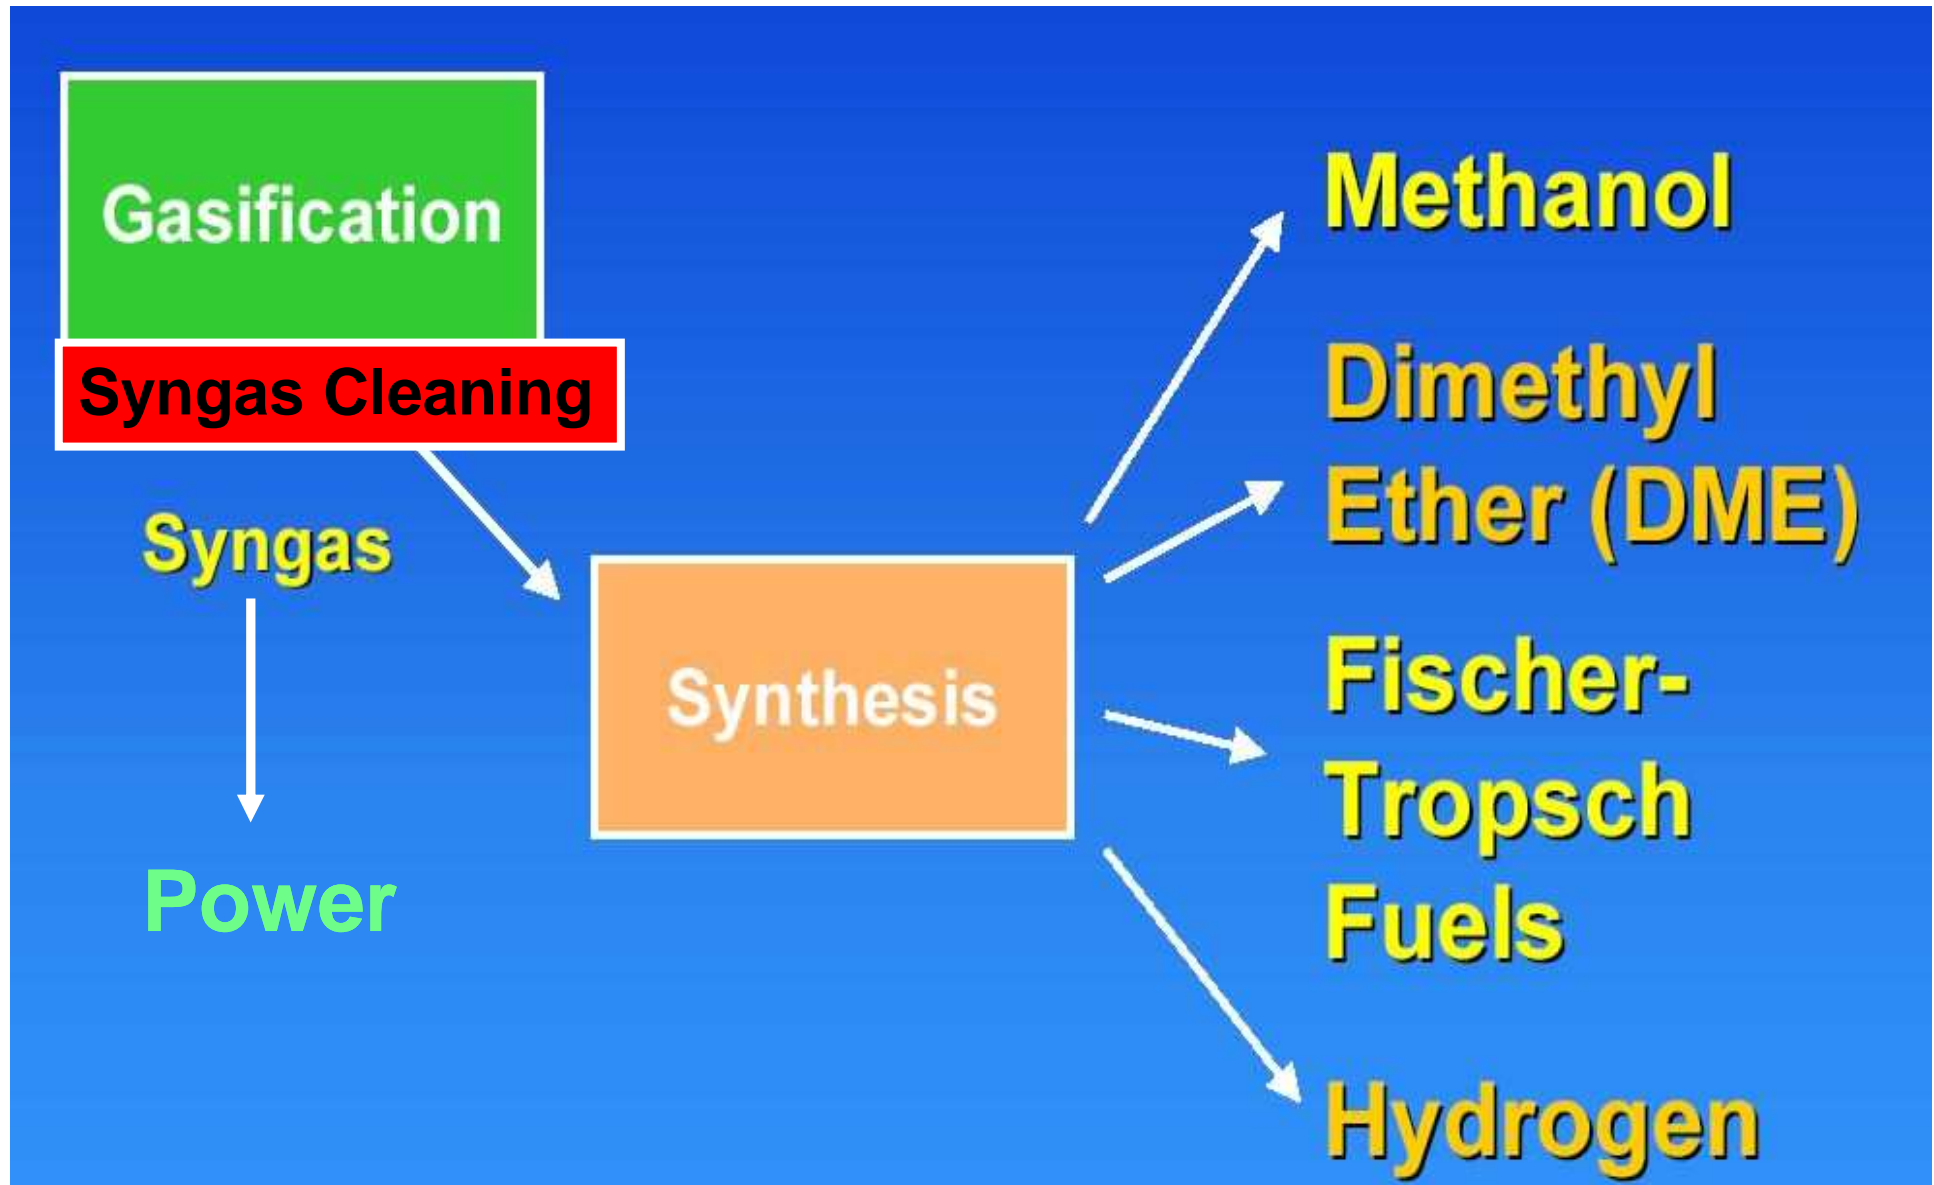 Gasification
Syngas Cleaning
Syngas
Power
Synthesis
Methanol
Dimethyl
Ether (DME)
Fischer-
Tropsch
Fuels
Hydrogen